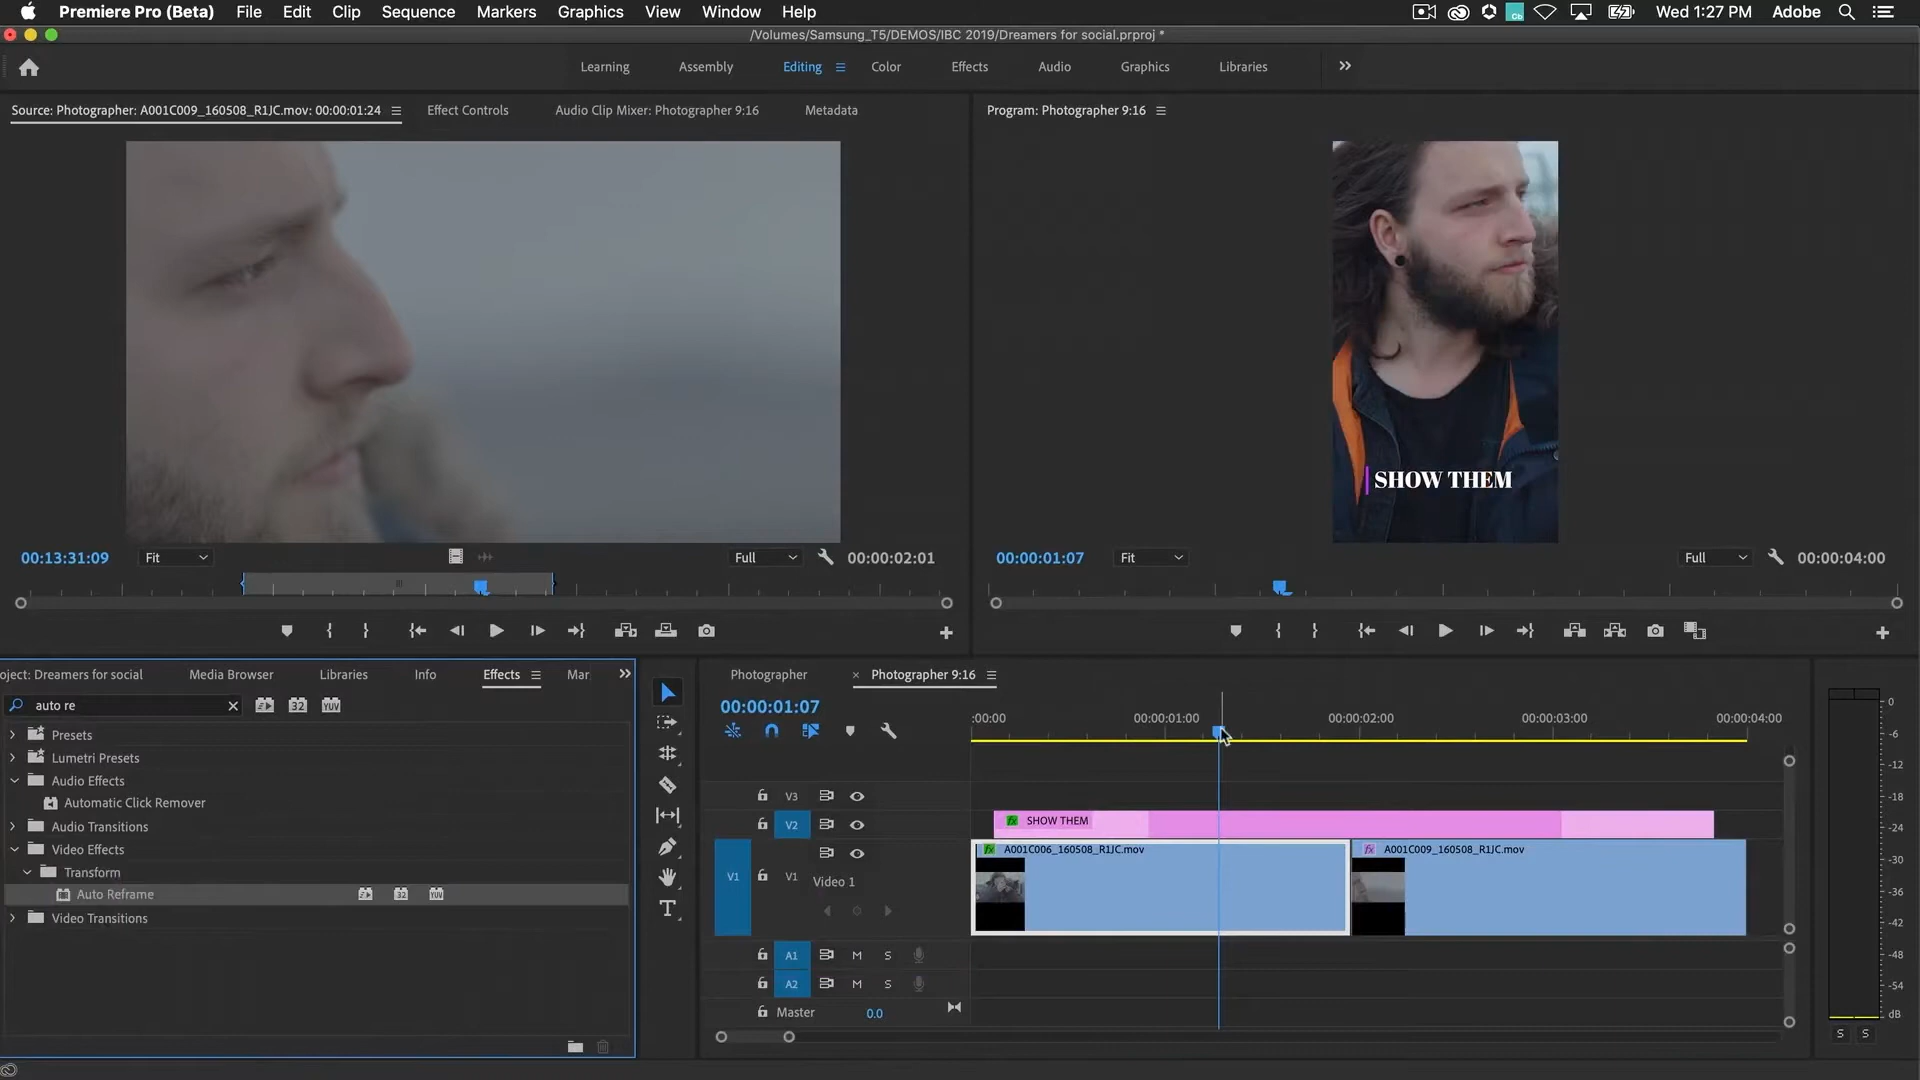 Premiere Pro (Beta) File Edit Clip Sequence Markers Graphics View Window Help Wed 1:27 PM Adobe
/Volumes/Samsung_T5/DEMOS/IBC 2019/Dreamers for social.prproj *
Learning Assembly Editing Color Effects Audio Graphics Libraries
Source: Photographer: A001C009_160508_R1JC.mov: 00:00:01:24 Effect Controls Audio Clip Mixer: Photographer 9:16 Metadata
Program: Photographer 9:16
SHOW THEM
00:13:31:09 Fit Full 00:00:02:01
00:00:01:07 Fit Full 00:00:04:00
oject: Dreamers for social Media Browser Libraries Info Effects Mar
auto re 32 YUV
Presets
Lumetri Presets
Audio Effects
Automatic Click Remover
Audio Transitions
Video Effects
Transform
Auto Reframe 32 YUV
Video Transitions
Photographer × Photographer 9:16
00:00:01:07
:00:00 00:00:01:00 00:00:02:00 00:00:03:00 00:00:04:00
V3
V2 SHOW THEM
fx A001C006_160508_R1JC.mov fx A001C009_160508_R1JC.mov
V1 V1 Video 1
A1 M S
A2 M S
Master 0.0
0
-6
-12
-18
-24
-30
-36
-42
-48
-54
dB
S S